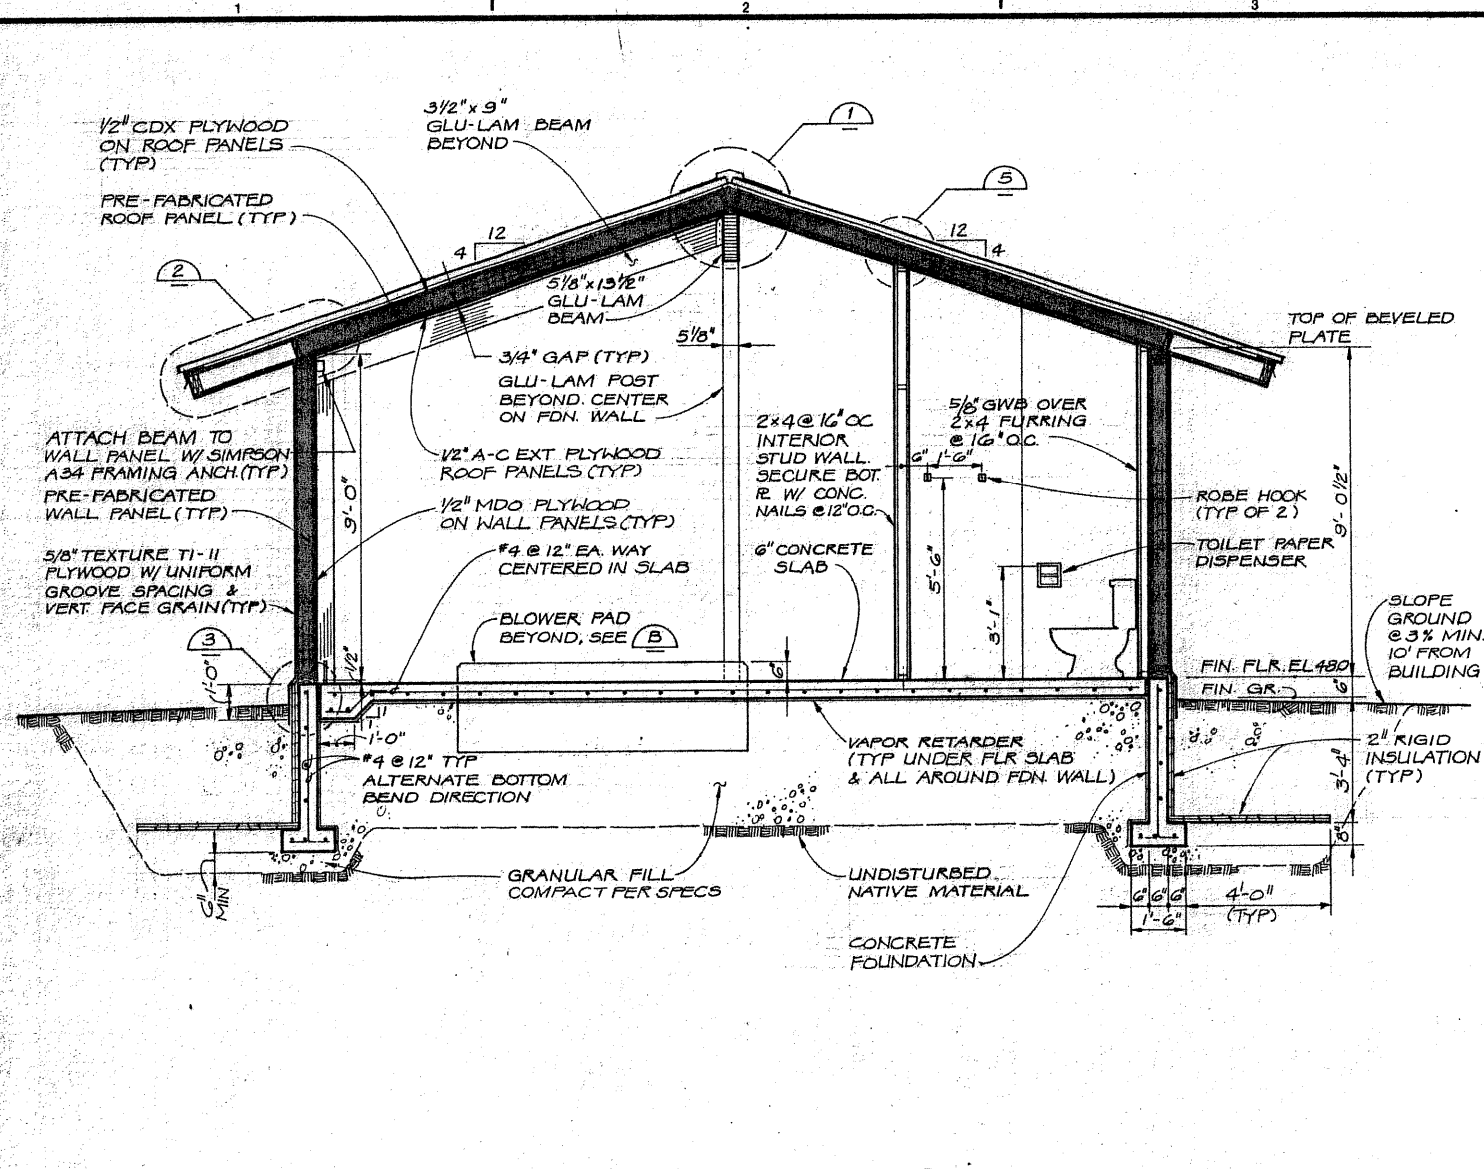 1
2
3
1/2" CDX PLYWOOD
ON ROOF PANELS
(TYP)
3 1/2" x 9"
GLU-LAM BEAM
BEYOND
1
5
PRE-FABRICATED
ROOF PANEL (TYP)
12
4
12
4
2
5 1/8" x 13 1/2"
GLU-LAM
BEAM
5 1/8"
TOP OF BEVELED
PLATE
3/4" GAP (TYP)
GLU-LAM POST
BEYOND. CENTER
ON FDN. WALL
ATTACH BEAM TO
WALL PANEL W/ SIMPSON
A34 FRAMING ANCH. (TYP)
PRE-FABRICATED
WALL PANEL (TYP)
5/8" TEXTURE T1-11
PLYWOOD W/ UNIFORM
GROOVE SPACING &
VERT. FACE GRAIN (TYP)
9'-0"
1/2" A-C EXT PLYWOOD
ROOF PANELS (TYP)
1/2" MDO PLYWOOD
ON WALL PANELS (TYP)
#4 @ 12" EA. WAY
CENTERED IN SLAB
BLOWER PAD
BEYOND, SEE B
2x4 @ 16" OC
INTERIOR
STUD WALL.
SECURE BOT.
PL W/ CONC.
NAILS @ 12" O.C.
6" CONCRETE
SLAB
5/8" GWB OVER
2x4 FURRING
@ 16" O.C.
6"
1'-6"
5'-6"
3'-1"
ROBE HOOK
(TYP OF 2)
TOILET PAPER
DISPENSER
9'-0 1/2"
SLOPE
GROUND
@ 3% MIN.
10' FROM
BUILDING
FIN. FLR. EL 48.0
FIN. GR.
6"
3
1'-0"
1/2"
6"
1
1
1'-0"
#4 @ 12" TYP
ALTERNATE BOTTOM
BEND DIRECTION
VAPOR RETARDER
(TYP UNDER FLR SLAB
& ALL AROUND FDN. WALL)
2" RIGID
INSULATION
(TYP)
3'-4"
8"
6"
MIN
GRANULAR FILL
COMPACT PER SPECS
UNDISTURBED
NATIVE MATERIAL
6" 6" 6"
1'-6"
4'-0"
(TYP)
CONCRETE
FOUNDATION